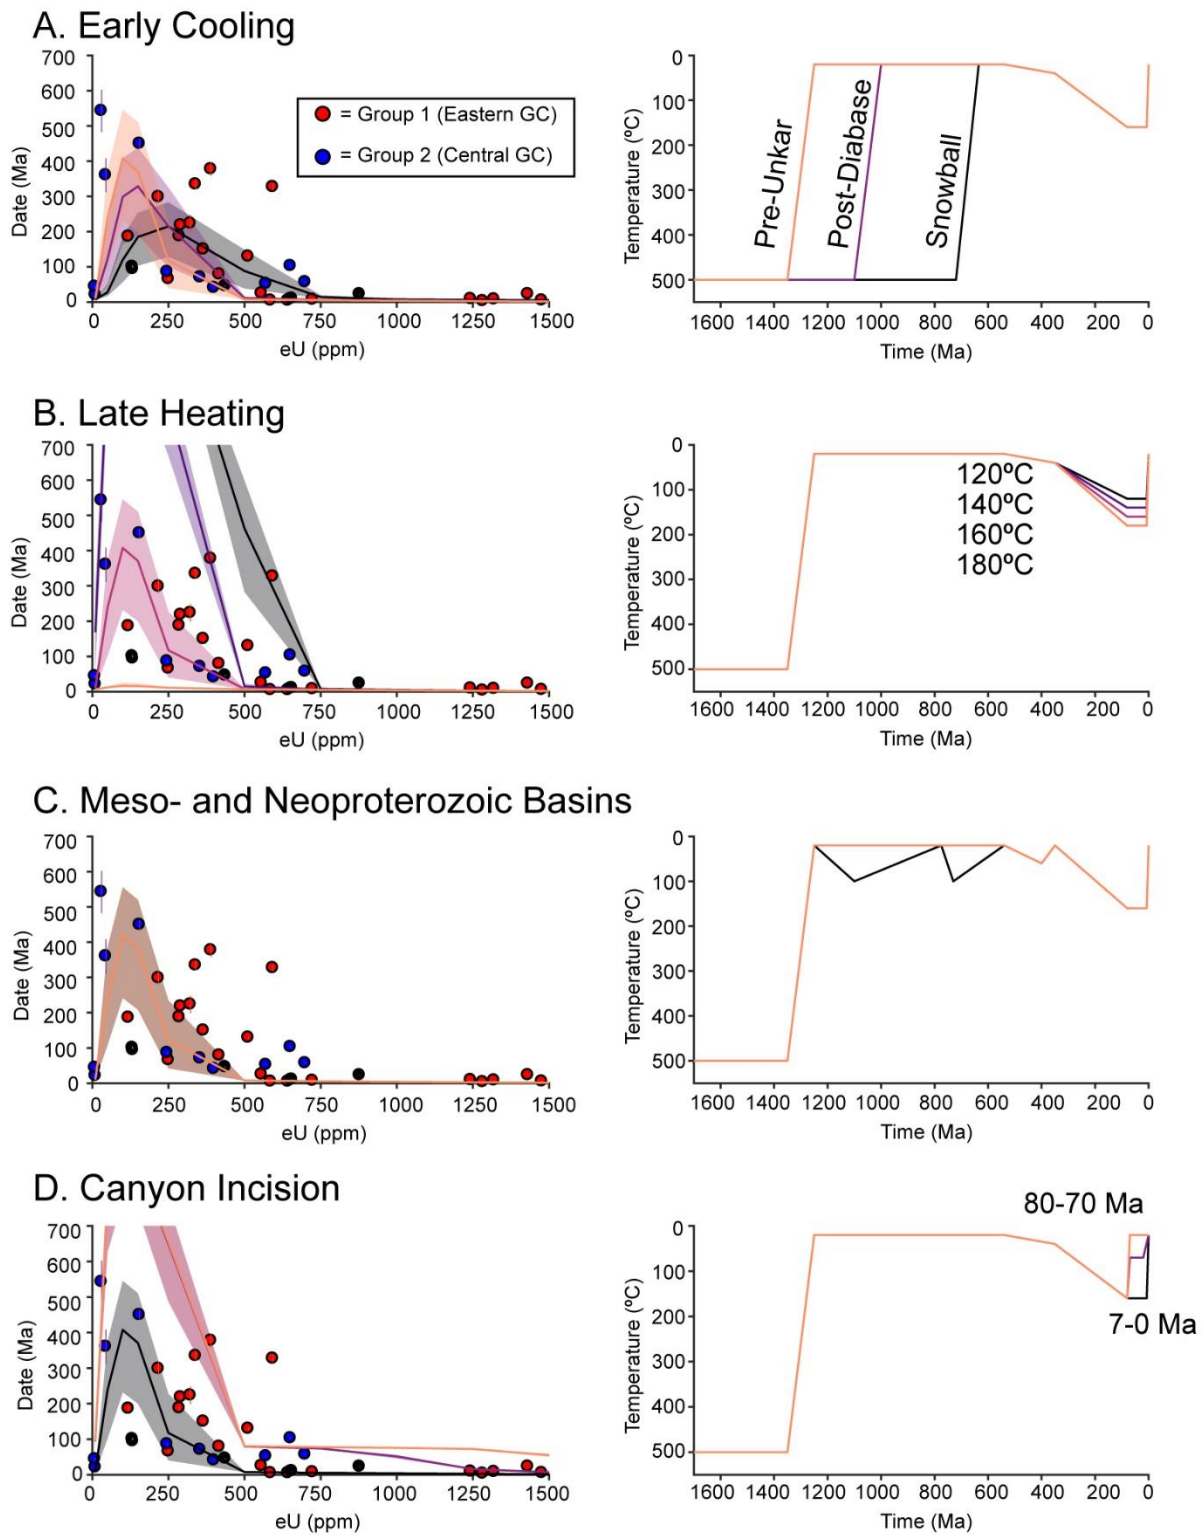 A. Early Cooling
700
600
500
400
300
200
100
0
Date (Ma)
0 250 500 750 1000 1250 1500
eU (ppm)
= Group 1 (Eastern GC)
= Group 2 (Central GC)
0
100
200
300
400
500
Temperature (ºC)
Pre-Unkar
Post-Diabase
Snowball
1600 1400 1200 1000 800 600 400 200 0
Time (Ma)
B. Late Heating
700
600
500
400
300
200
100
0
Date (Ma)
0 250 500 750 1000 1250 1500
eU (ppm)
0
100
200
300
400
500
Temperature (ºC)
120ºC
140ºC
160ºC
180ºC
1600 1400 1200 1000 800 600 400 200 0
Time (Ma)
C. Meso- and Neoproterozoic Basins
700
600
500
400
300
200
100
0
Date (Ma)
0 250 500 750 1000 1250 1500
eU (ppm)
0
100
200
300
400
500
Temperature (ºC)
1600 1400 1200 1000 800 600 400 200 0
Time (Ma)
D. Canyon Incision
700
600
500
400
300
200
100
0
Date (Ma)
0 250 500 750 1000 1250 1500
eU (ppm)
80-70 Ma
0
100
200
300
400
500
Temperature (ºC)
7-0 Ma
1600 1400 1200 1000 800 600 400 200 0
Time (Ma)